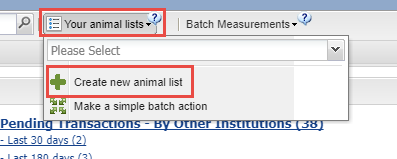 Your animal lists ? Batch Measurements ?
Please Select
Create new animal list
Make a simple batch action
Pending Transactions - By Other Institutions (38)
- Last 30 days (2)
- Last 180 days (3)